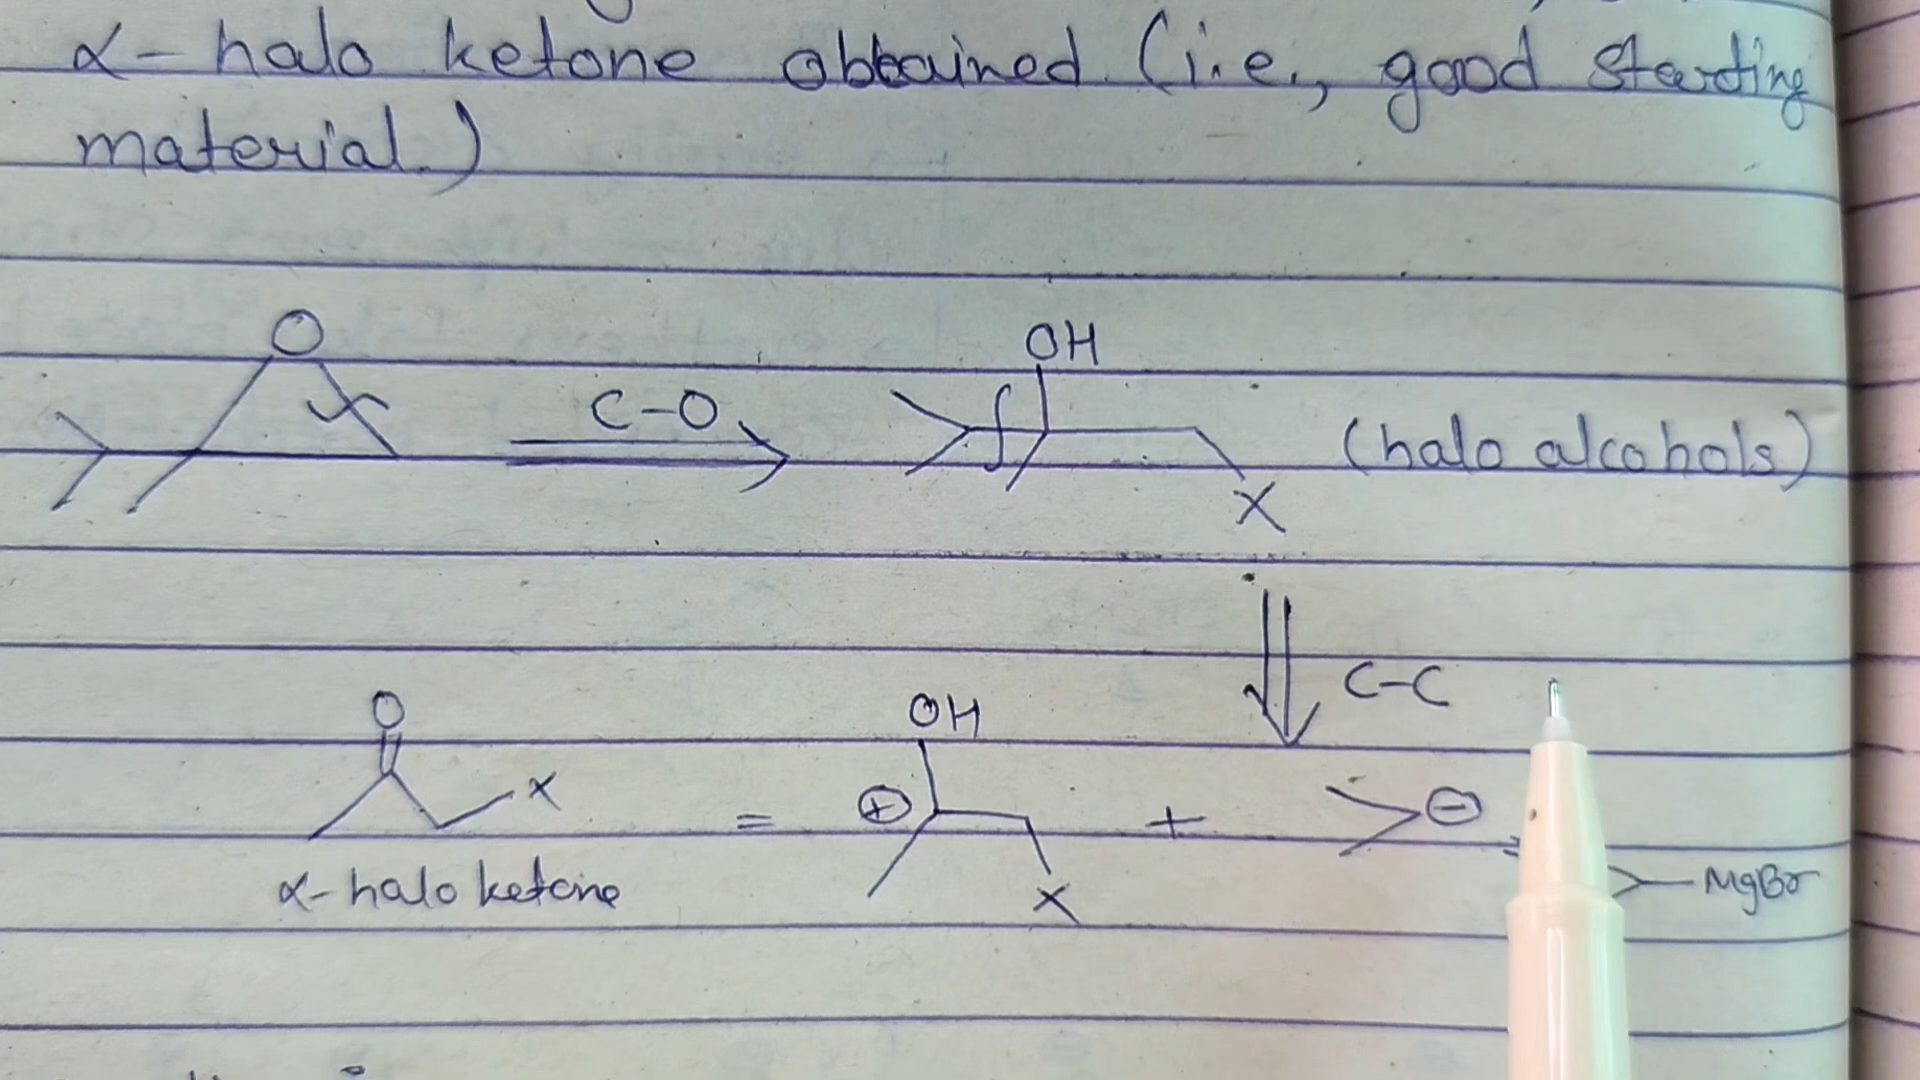 α- halo ketone obtained (i.e., good starting
material.)
O
C-O
OH
X
(halo alcohols)
C-C
O
X
α- halo ketone
=
OH
⊕
X
+
⊖
=
MgBr